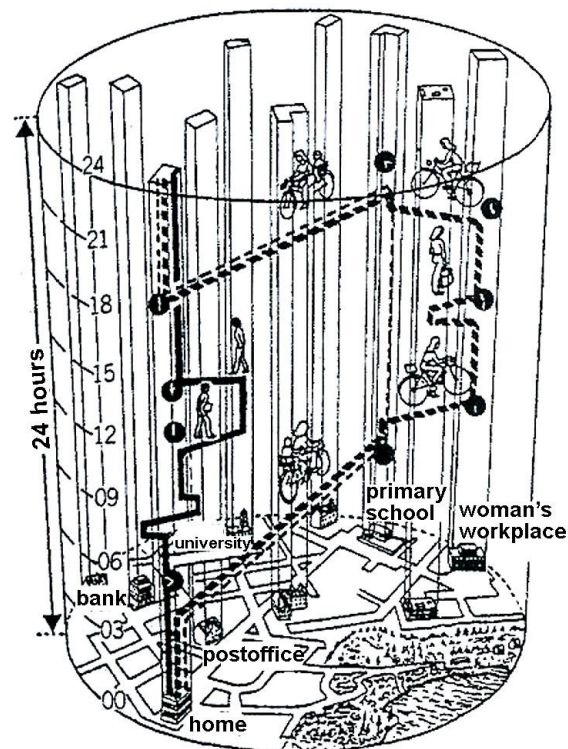 24
21
18
15
12
09
06
03
00
24 hours
primary
school
woman's
workplace
university
bank
postoffice
home